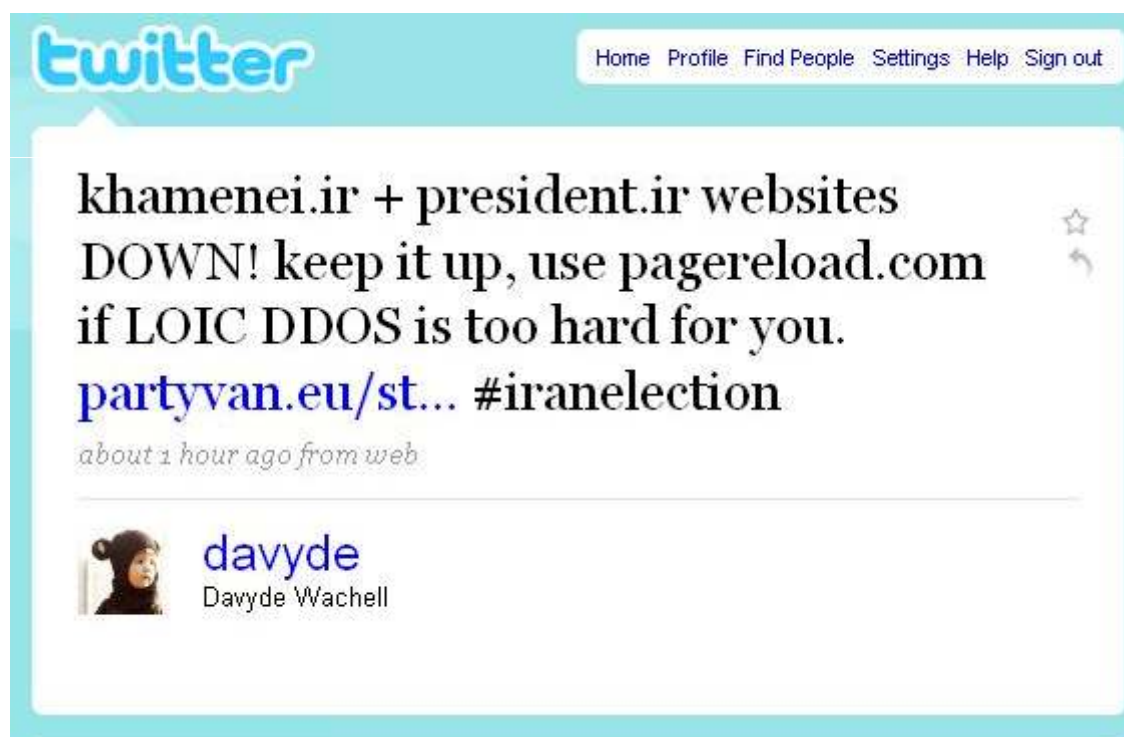 twitter
Home Profile Find People Settings Help Sign out
khamenei.ir + president.ir websites
DOWN! keep it up, use pagereload.com
if LOIC DDOS is too hard for you.
partyvan.eu/st... #iranelection
about 1 hour ago from web
davyde
Davyde Wachell